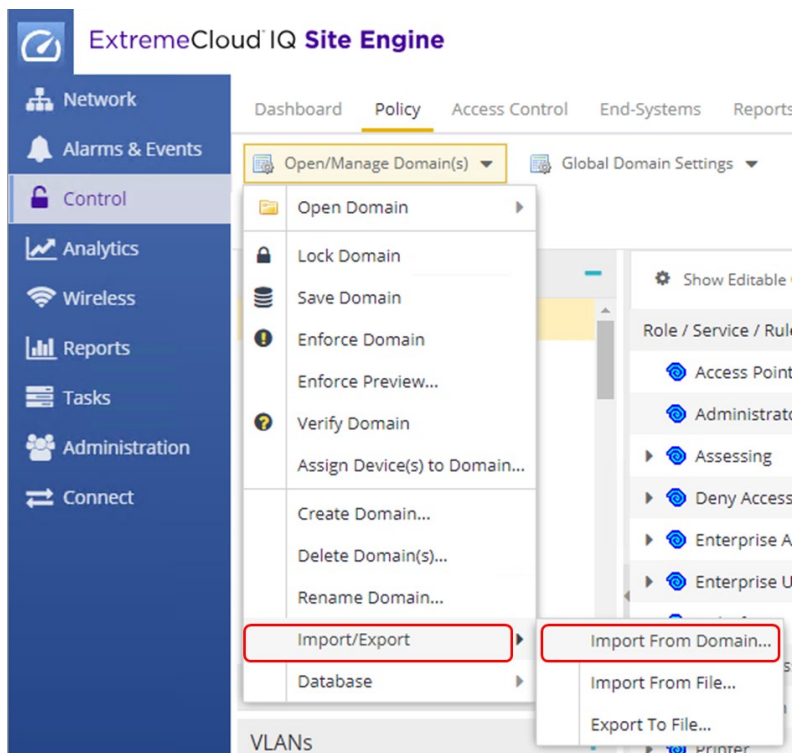 ExtremeCloud IQ Site Engine
Network
Alarms & Events
Control
Analytics
Wireless
Reports
Tasks
Administration
Connect
Dashboard Policy Access Control End-Systems Reports
Open/Manage Domain(s) Global Domain Settings
Open Domain
Lock Domain
Save Domain
Enforce Domain
Enforce Preview...
Verify Domain
Assign Device(s) to Domain...
Create Domain...
Delete Domain(s)...
Rename Domain...
Import/Export
Database
Import From Domain...
Import From File...
Export To File...
VLANs
Show Editable
Role / Service /
Access Point
Assessing
Deny Access
Enterprise
Enterprise
Printer